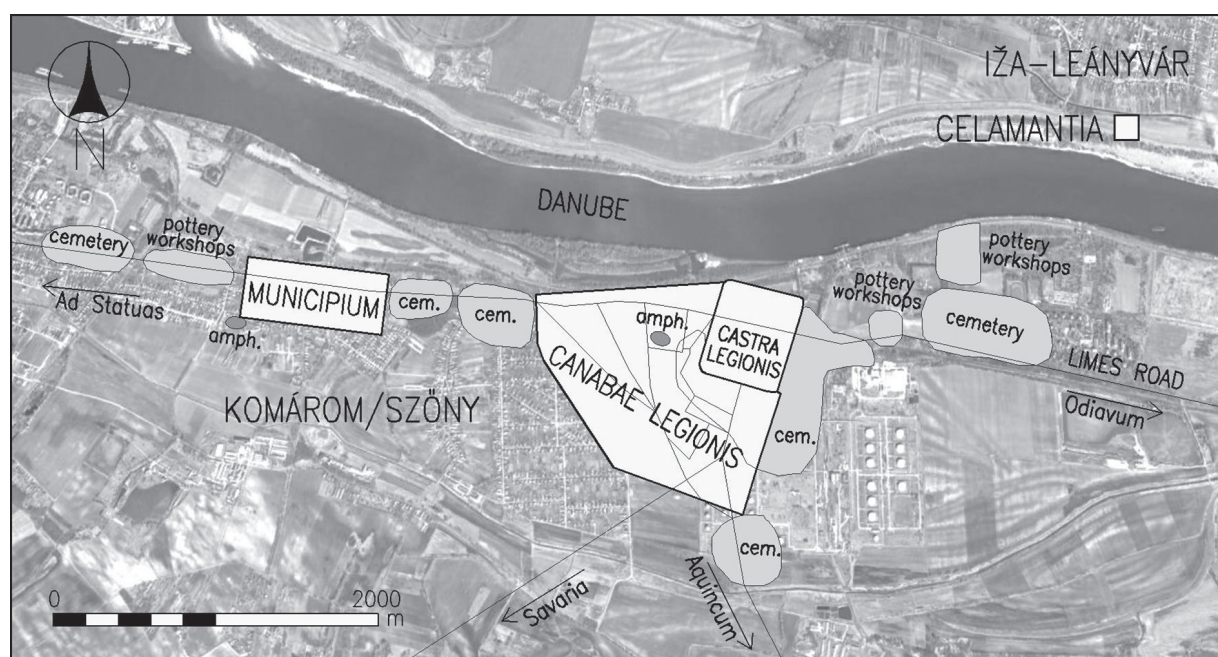 IŽA-LEÁNYVÁR
CELAMANTIA
N
DANUBE
cemetery
pottery
workshops
Ad Statuas
MUNICIPIUM
amph.
cem.
cem.
amph.
CASTRA
LEGIONIS
CANABAE LEGIONIS
cem.
pottery
workshops
pottery
workshops
cemetery
LIMES ROAD
Odiavum
KOMÁROM/SZŐNY
cem.
Savaria
Aquincum
0 2000
m